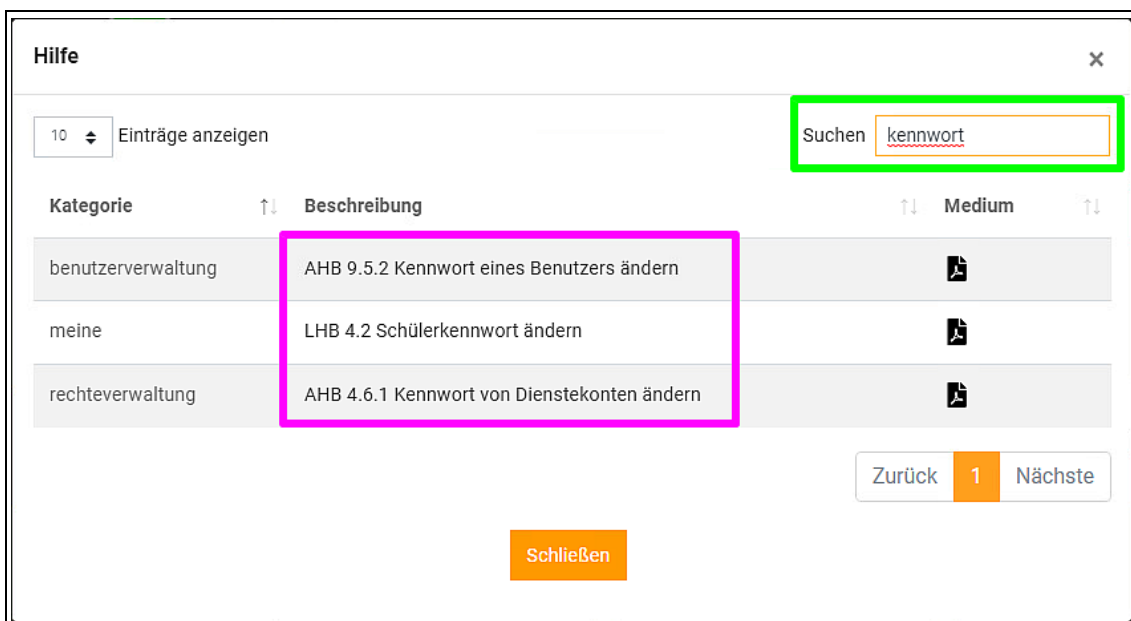 Hilfe ×
10 Einträge anzeigen Suchen kennwort
Kategorie Beschreibung Medium
benutzerverwaltung AHB 9.5.2 Kennwort eines Benutzers ändern
meine LHB 4.2 Schülerkennwort ändern
rechteverwaltung AHB 4.6.1 Kennwort von Dienstekonten ändern
Zurück 1 Nächste
Schließen